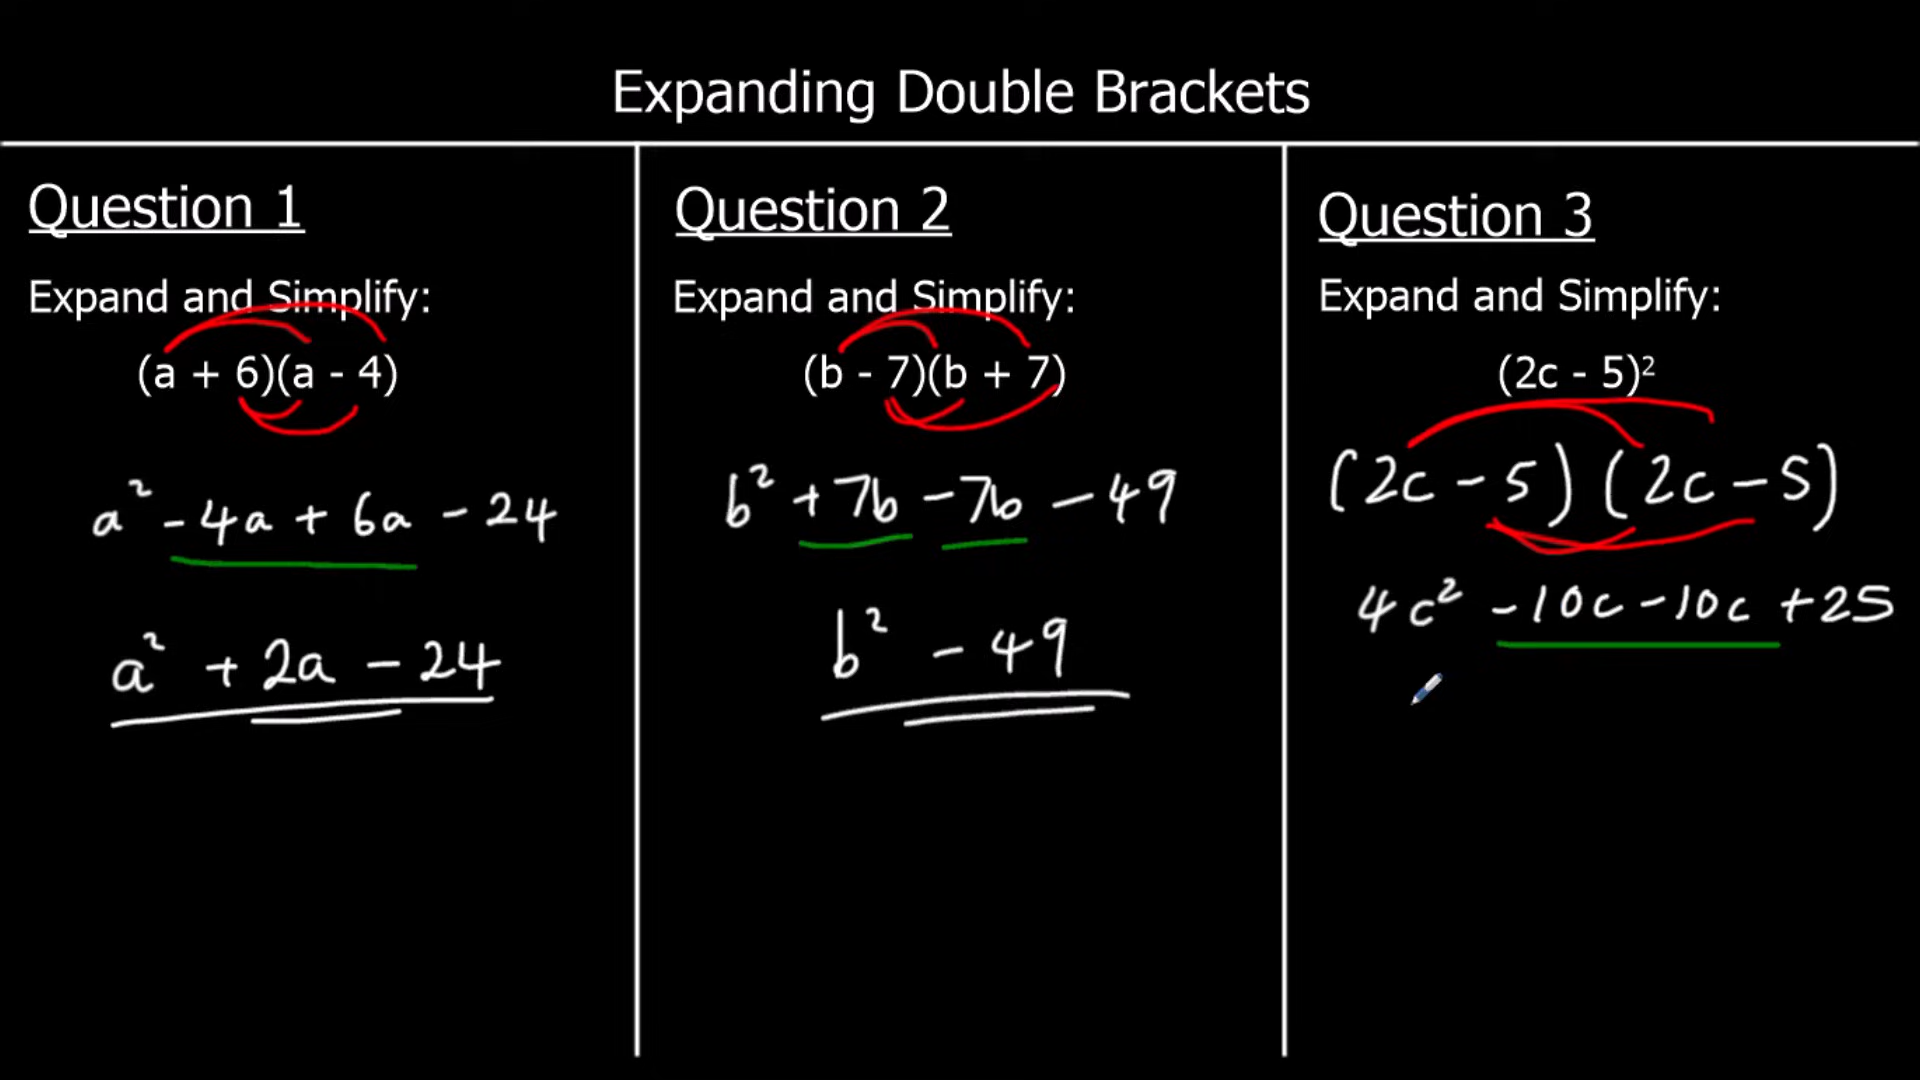 Expanding Double Brackets
Question 1
Expand and Simplify:
(a + 6)(a - 4)
a² - 4a + 6a - 24
a² + 2a - 24
Question 2
Expand and Simplify:
(b - 7)(b + 7)
b² + 7b - 7b - 49
b² - 49
Question 3
Expand and Simplify:
(2c - 5)²
(2c - 5)(2c - 5)
4c² - 10c - 10c + 25